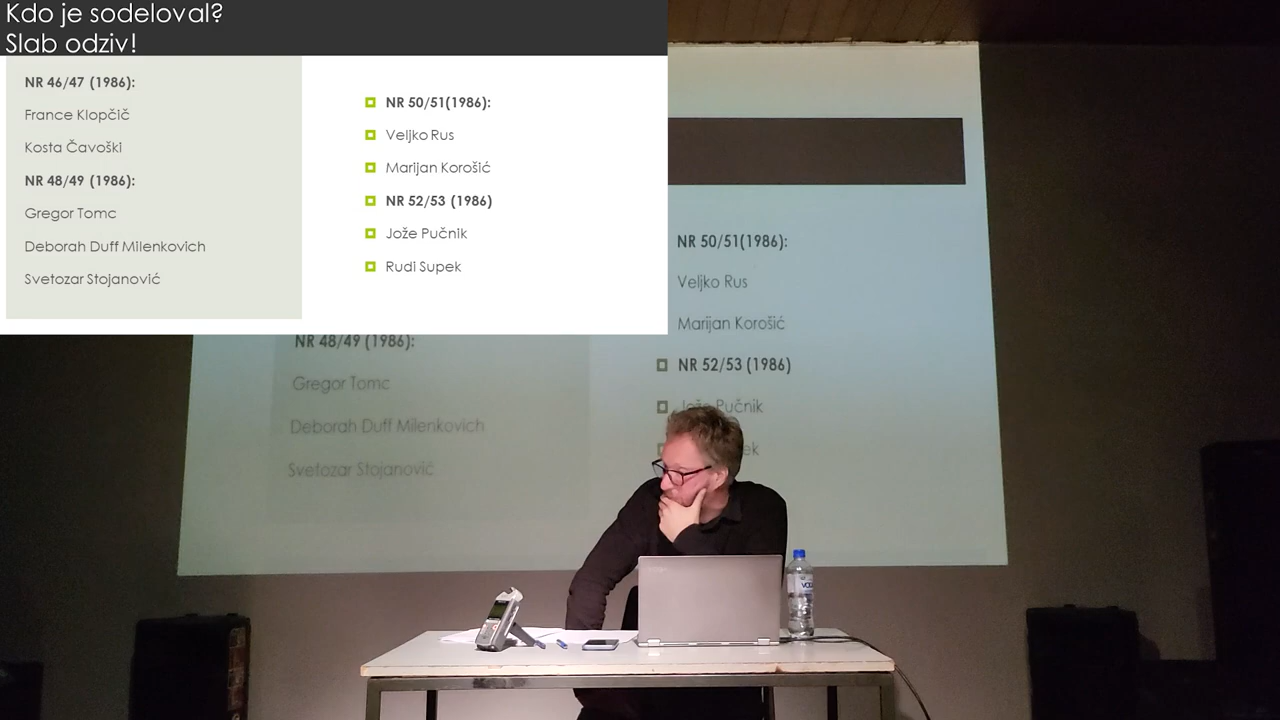 Kdo je sodeloval?
Slab odziv!
NR 46/47 (1986):
France Klopčič
Kosta Čavoški
NR 48/49 (1986):
Gregor Tomc
Deborah Duff Milenkovich
Svetozar Stojanović
NR 50/51(1986):
Veljko Rus
Marijan Korošić
NR 52/53 (1986)
Jože Pučnik
Rudi Supek
NR 48/49 (1986):
Gregor Tomc
Deborah Duff Milenkovich
Svetozar Stojanović
NR 50/51(1986):
Veljko Rus
Marijan Korošić
NR 52/53 (1986)
Jože Pučnik
ek